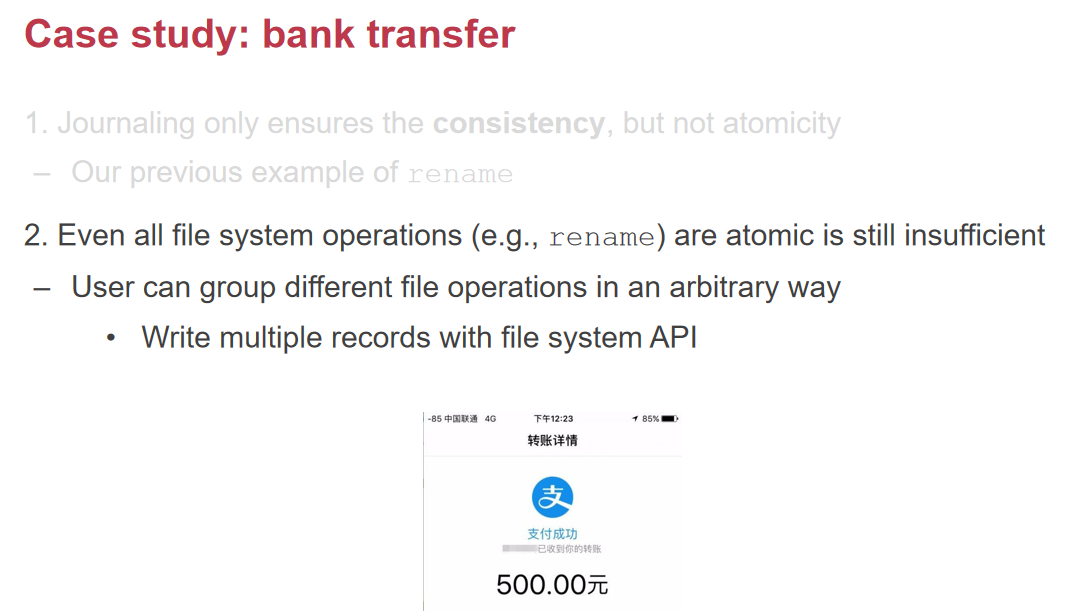 Case study: bank transfer
1. Journaling only ensures the consistency, but not atomicity
– Our previous example of rename
2. Even all file system operations (e.g., rename) are atomic is still insufficient
– User can group different file operations in an arbitrary way
• Write multiple records with file system API
-85 中国联通 4G 下午12:23 85%
转账详情
支
支付成功
已收到你的转账
500.00元